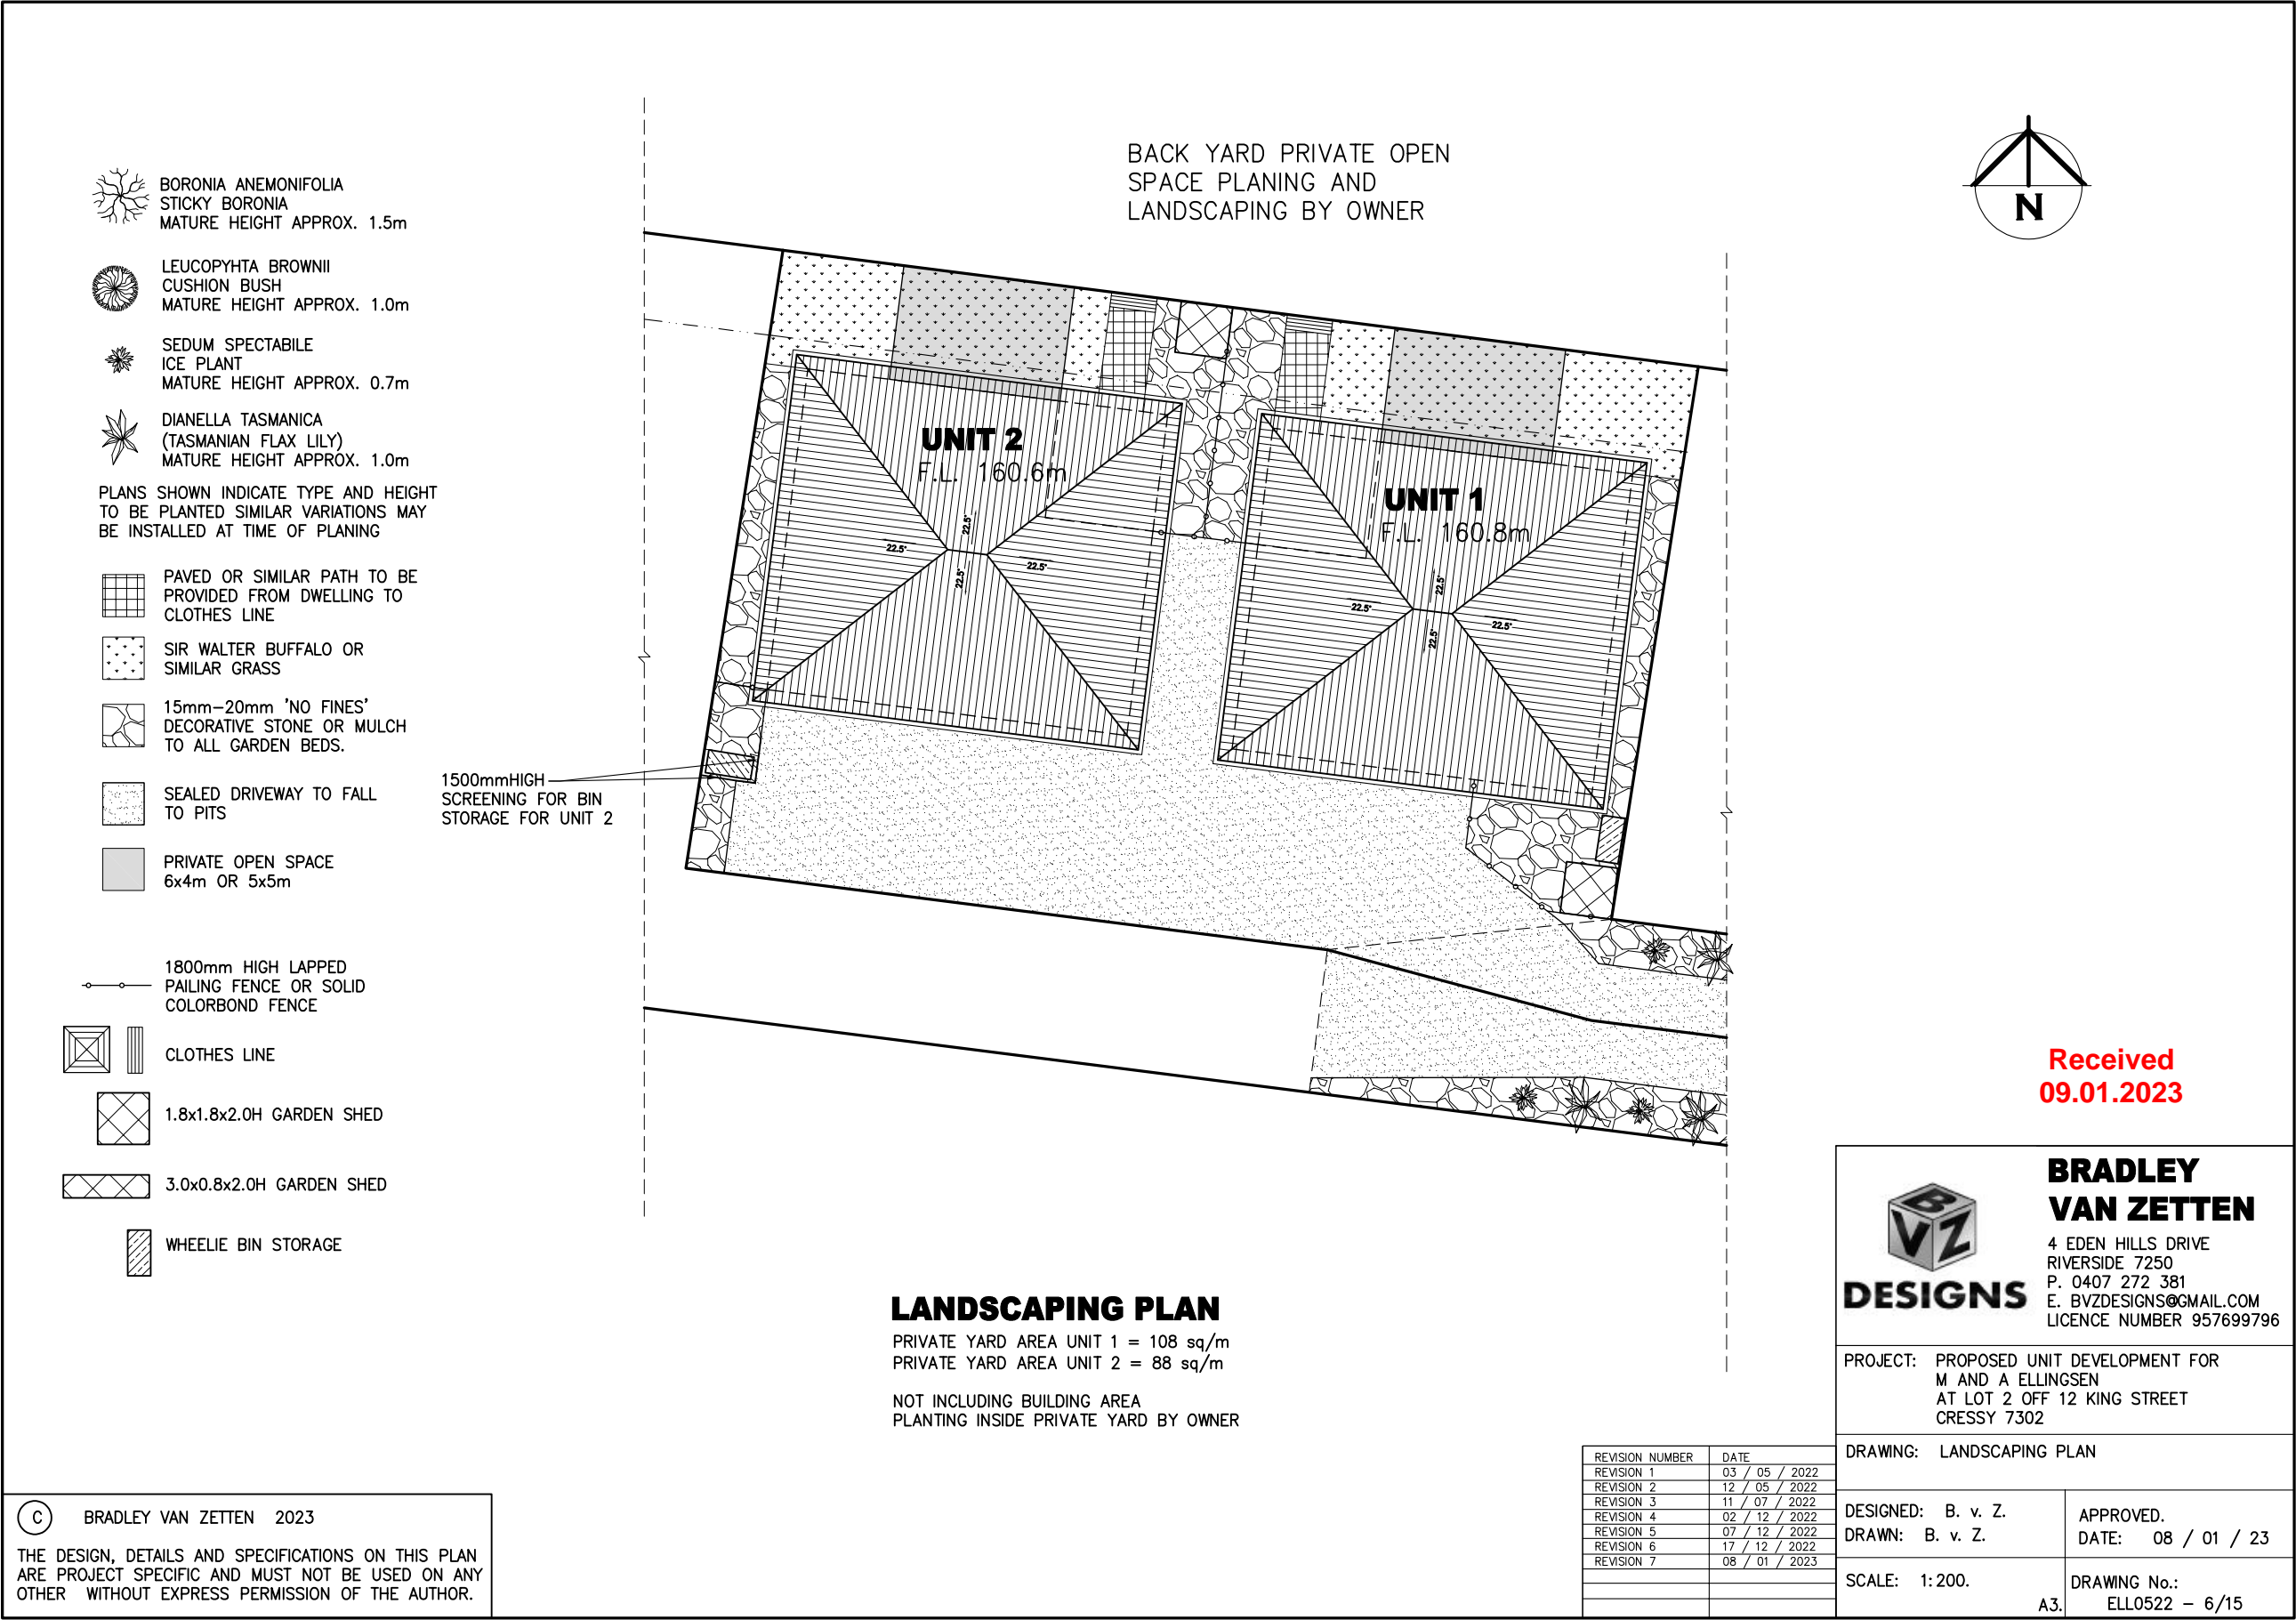 BORONIA ANEMONIFOLIA
STICKY BORONIA
MATURE HEIGHT APPROX. 1.5m
LEUCOPYHTA BROWNII
CUSHION BUSH
MATURE HEIGHT APPROX. 1.0m
SEDUM SPECTABILE
ICE PLANT
MATURE HEIGHT APPROX. 0.7m
DIANELLA TASMANICA
(TASMANIAN FLAX LILY)
MATURE HEIGHT APPROX. 1.0m
PLANS SHOWN INDICATE TYPE AND HEIGHT
TO BE PLANTED SIMILAR VARIATIONS MAY
BE INSTALLED AT TIME OF PLANING
PAVED OR SIMILAR PATH TO BE
PROVIDED FROM DWELLING TO
CLOTHES LINE
SIR WALTER BUFFALO OR
SIMILAR GRASS
15mm-20mm 'NO FINES'
DECORATIVE STONE OR MULCH
TO ALL GARDEN BEDS.
SEALED DRIVEWAY TO FALL
TO PITS
PRIVATE OPEN SPACE
6x4m OR 5x5m
1800mm HIGH LAPPED
PAILING FENCE OR SOLID
COLORBOND FENCE
CLOTHES LINE
1.8x1.8x2.0H GARDEN SHED
3.0x0.8x2.0H GARDEN SHED
WHEELIE BIN STORAGE
BACK YARD PRIVATE OPEN
SPACE PLANING AND
LANDSCAPING BY OWNER
N
UNIT 2
F.L. 160.6m
22.5°
22.5°
22.5°
22.5°
UNIT 1
F.L. 160.8m
22.5°
22.5°
22.5°
22.5°
1500mmHIGH
SCREENING FOR BIN
STORAGE FOR UNIT 2
LANDSCAPING PLAN
PRIVATE YARD AREA UNIT 1 = 108 sq/m
PRIVATE YARD AREA UNIT 2 = 88 sq/m
NOT INCLUDING BUILDING AREA
PLANTING INSIDE PRIVATE YARD BY OWNER
Received
09.01.2023
B
V Z
DESIGNS
BRADLEY
VAN ZETTEN
4 EDEN HILLS DRIVE
RIVERSIDE 7250
P. 0407 272 381
E. BVZDESIGNS@GMAIL.COM
LICENCE NUMBER 957699796
PROJECT: PROPOSED UNIT DEVELOPMENT FOR
M AND A ELLINGSEN
AT LOT 2 OFF 12 KING STREET
CRESSY 7302
DRAWING: LANDSCAPING PLAN
DESIGNED: B. v. Z.
DRAWN: B. v. Z.
APPROVED.
DATE: 08 / 01 / 23
SCALE: 1:200.
A3.
DRAWING No.:
ELL0522 - 6/15
REVISION NUMBER DATE
REVISION 1 03 / 05 / 2022
REVISION 2 12 / 05 / 2022
REVISION 3 11 / 07 / 2022
REVISION 4 02 / 12 / 2022
REVISION 5 07 / 12 / 2022
REVISION 6 17 / 12 / 2022
REVISION 7 08 / 01 / 2023
C BRADLEY VAN ZETTEN 2023
THE DESIGN, DETAILS AND SPECIFICATIONS ON THIS PLAN
ARE PROJECT SPECIFIC AND MUST NOT BE USED ON ANY
OTHER WITHOUT EXPRESS PERMISSION OF THE AUTHOR.